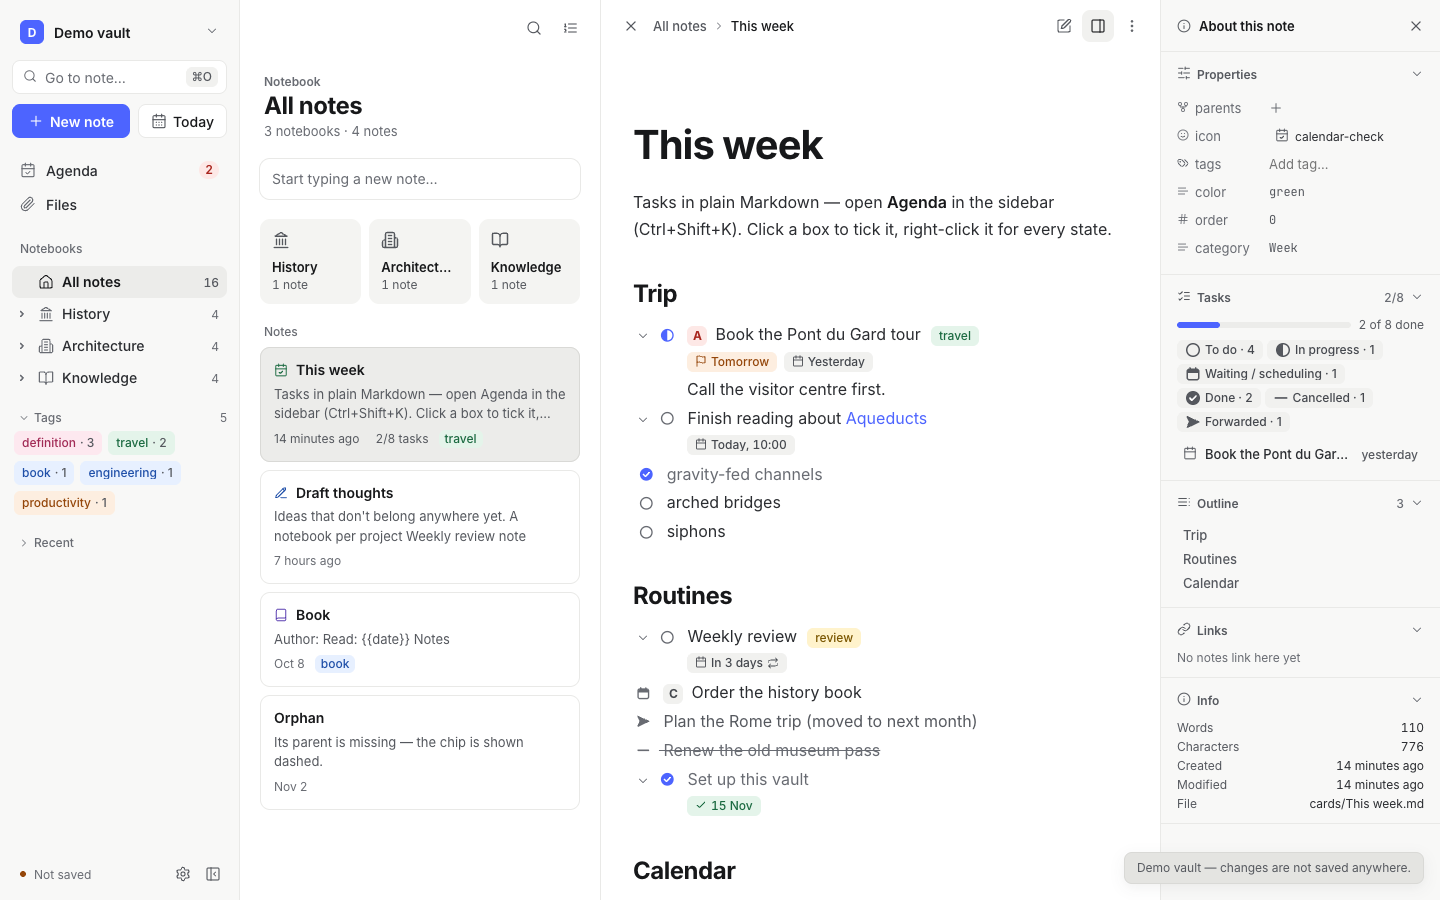 D Demo vault
Go to note... ⌘O
+ New note
Today
Agenda 2
Files
Notebooks
All notes 16
History 4
Architecture 4
Knowledge 4
Tags 5
definition · 3
travel · 2
book · 1
engineering · 1
productivity · 1
Recent
Not saved
Notebook
All notes
3 notebooks · 4 notes
Start typing a new note...
History
1 note
Architect...
1 note
Knowledge
1 note
Notes
This week
Tasks in plain Markdown — open Agenda in the
sidebar (Ctrl+Shift+K). Click a box to tick it,...
14 minutes ago 2/8 tasks travel
Draft thoughts
Ideas that don't belong anywhere yet. A
notebook per project Weekly review note
7 hours ago
Book
Author: Read: {{date}} Notes
Oct 8 book
Orphan
Its parent is missing — the chip is shown
dashed.
Nov 2
All notes > This week
This week
Tasks in plain Markdown — open Agenda in the sidebar
(Ctrl+Shift+K). Click a box to tick it, right-click it for every state.
Trip
A Book the Pont du Gard tour travel
Tomorrow Yesterday
Call the visitor centre first.
Finish reading about Aqueducts
Today, 10:00
gravity-fed channels
arched bridges
siphons
Routines
Weekly review review
In 3 days
C Order the history book
Plan the Rome trip (moved to next month)
Renew the old museum pass
Set up this vault
15 Nov
Calendar
About this note
Properties
parents +
icon calendar-check
tags Add tag...
color green
order 0
category Week
Tasks 2/8
2 of 8 done
To do · 4
In progress · 1
Waiting / scheduling · 1
Done · 2
Cancelled · 1
Forwarded · 1
Book the Pont du Gar... yesterday
Outline 3
Trip
Routines
Calendar
Links
No notes link here yet
Info
Words 110
Characters 776
Created 14 minutes ago
Modified 14 minutes ago
File cards/This week.md
Demo vault — changes are not saved anywhere.